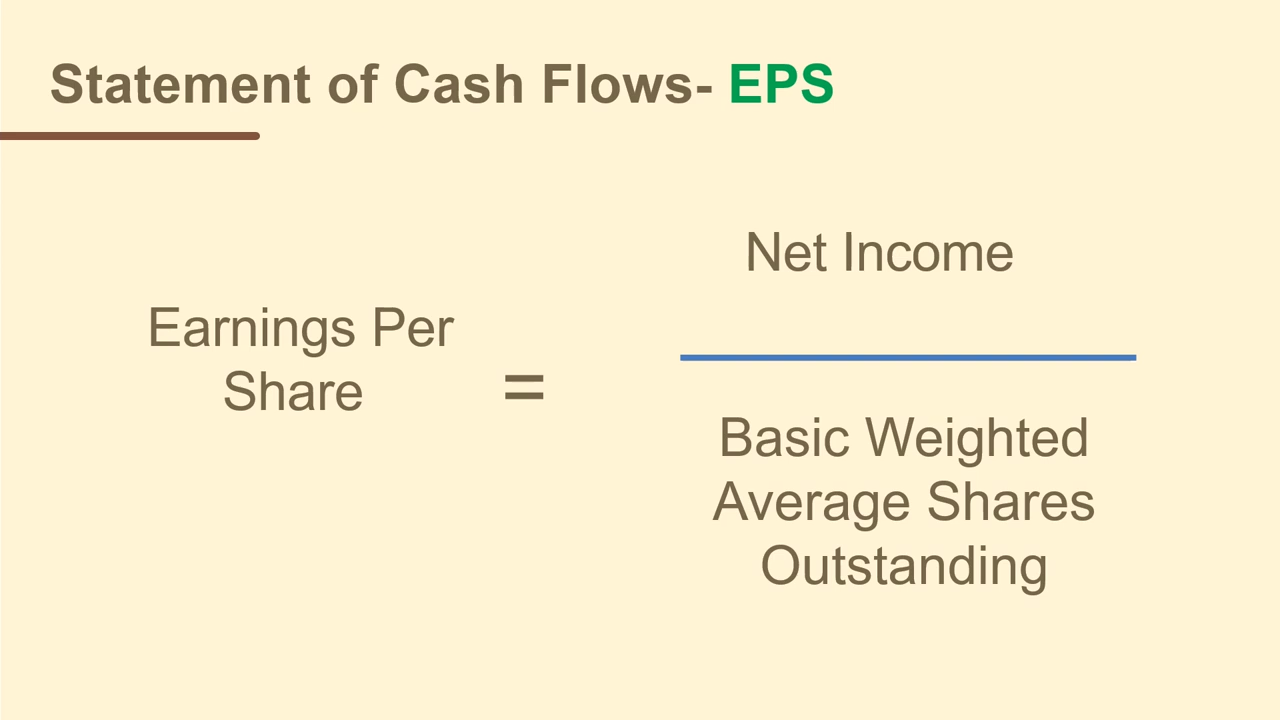 Statement of Cash Flows- EPS
Earnings Per
Share
=
Net Income
Basic Weighted
Average Shares
Outstanding